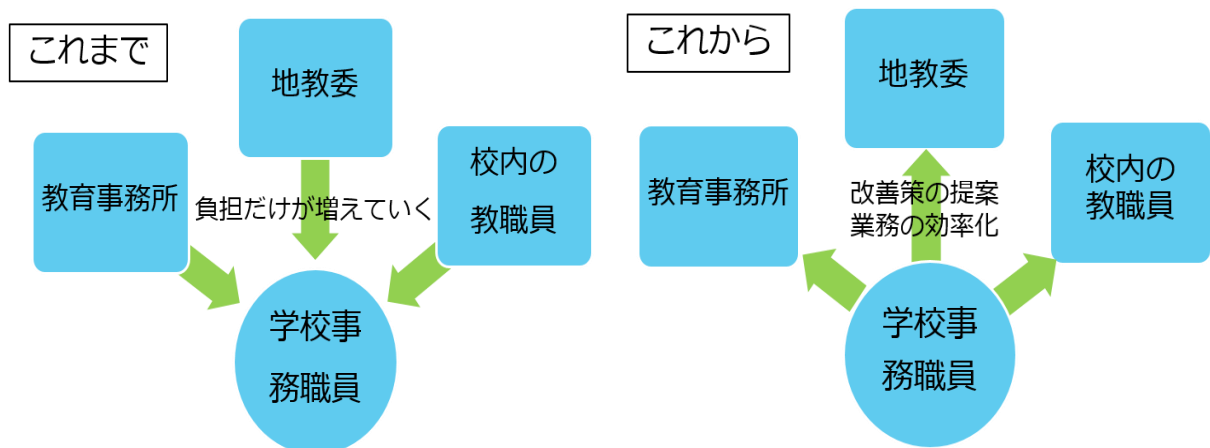 これまで
地教委
教育事務所
校内の
教職員
負担だけが増えていく
学校事
務職員
これから
地教委
教育事務所
校内の
教職員
改善策の提案
業務の効率化
学校事
務職員